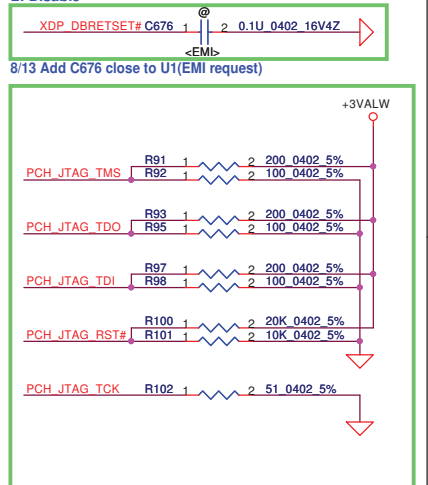 @
XDP_DBRETSET# C676 1 2 0.1U_0402_16V4Z
<EMI>
8/13 Add C676 close to U1(EMI request)
+3VALW
R91 1 2 200_0402_5%
PCH_JTAG_TMS R92 1 2 100_0402_5%
R93 1 2 200_0402_5%
PCH_JTAG_TDO R95 1 2 100_0402_5%
R97 1 2 200_0402_5%
PCH_JTAG_TDI R98 1 2 100_0402_5%
R100 1 2 20K_0402_5%
PCH_JTAG_RST# R101 1 2 10K_0402_5%
PCH_JTAG_TCK R102 1 2 51_0402_5%